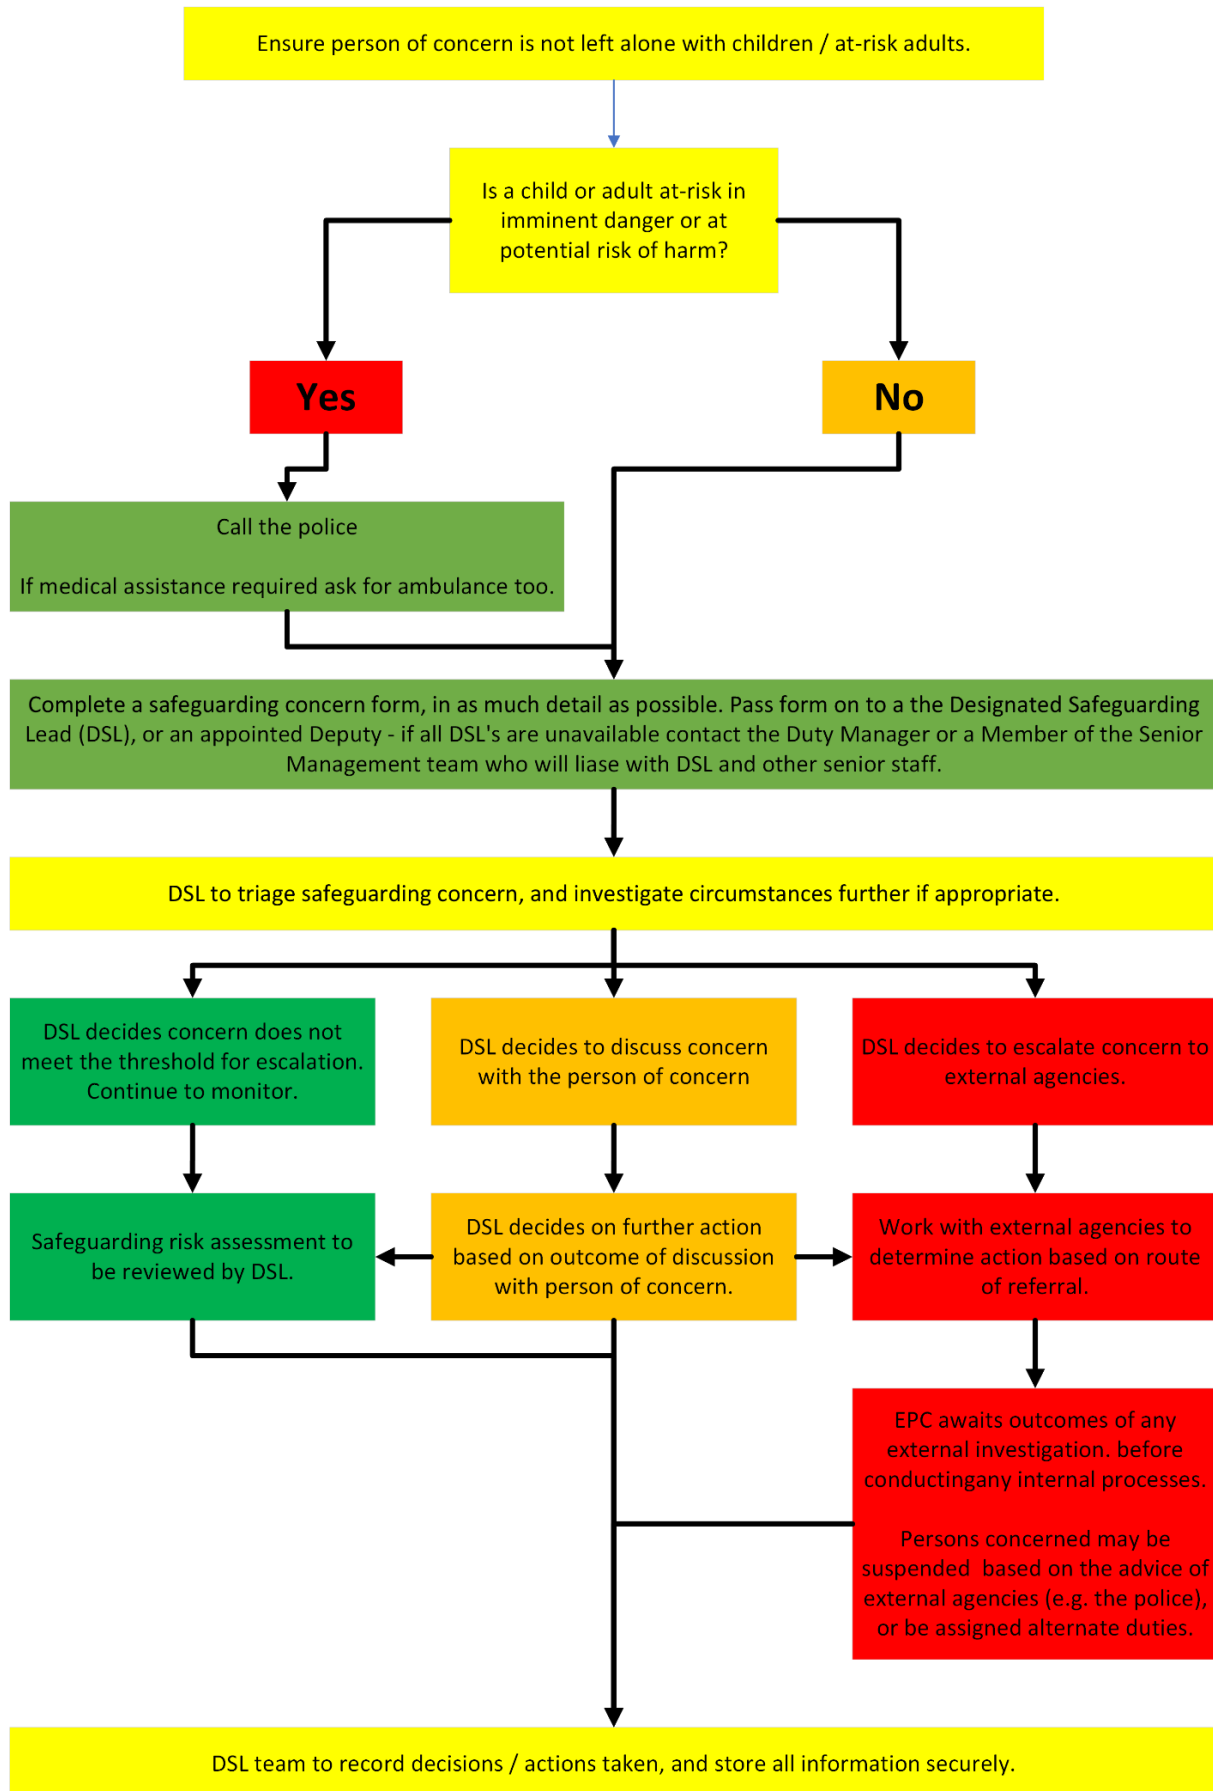 Ensure person of concern is not left alone with children / at-risk adults.
Is a child or adult at-risk in
imminent danger or at
potential risk of harm?
Yes
No
Call the police
If medical assistance required ask for ambulance too.
Complete a safeguarding concern form, in as much detail as possible. Pass form on to a the Designated Safeguarding
Lead (DSL), or an appointed Deputy - if all DSL's are unavailable contact the Duty Manager or a Member of the Senior
Management team who will liase with DSL and other senior staff.
DSL to triage safeguarding concern, and investigate circumstances further if appropriate.
DSL decides concern does not
meet the threshold for escalation.
Continue to monitor.
DSL decides to discuss concern
with the person of concern
DSL decides to escalate concern to
external agencies.
Safeguarding risk assessment to
be reviewed by DSL.
DSL decides on further action
based on outcome of discussion
with person of concern.
Work with external agencies to
determine action based on route
of referral.
EPC awaits outcomes of any
external investigation. before
conductingany internal processes.
Persons concerned may be
suspended  based on the advice of
external agencies (e.g. the police),
or be assigned alternate duties.
DSL team to record decisions / actions taken, and store all information securely.